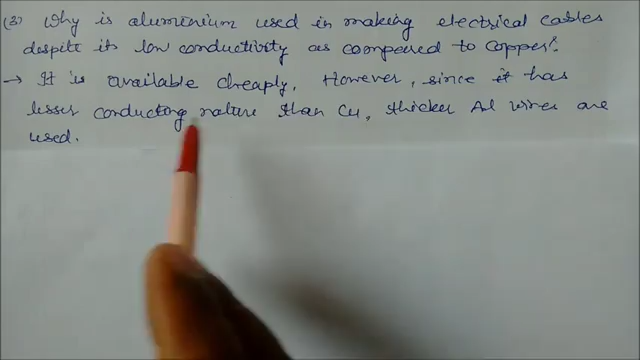 (3) Why is aluminium used in making electrical cables
despite its low conductivity as compared to copper?
→ It is available cheaply. However, since it has
lesser conducting nature than Cu, thicker Al wires are
used.